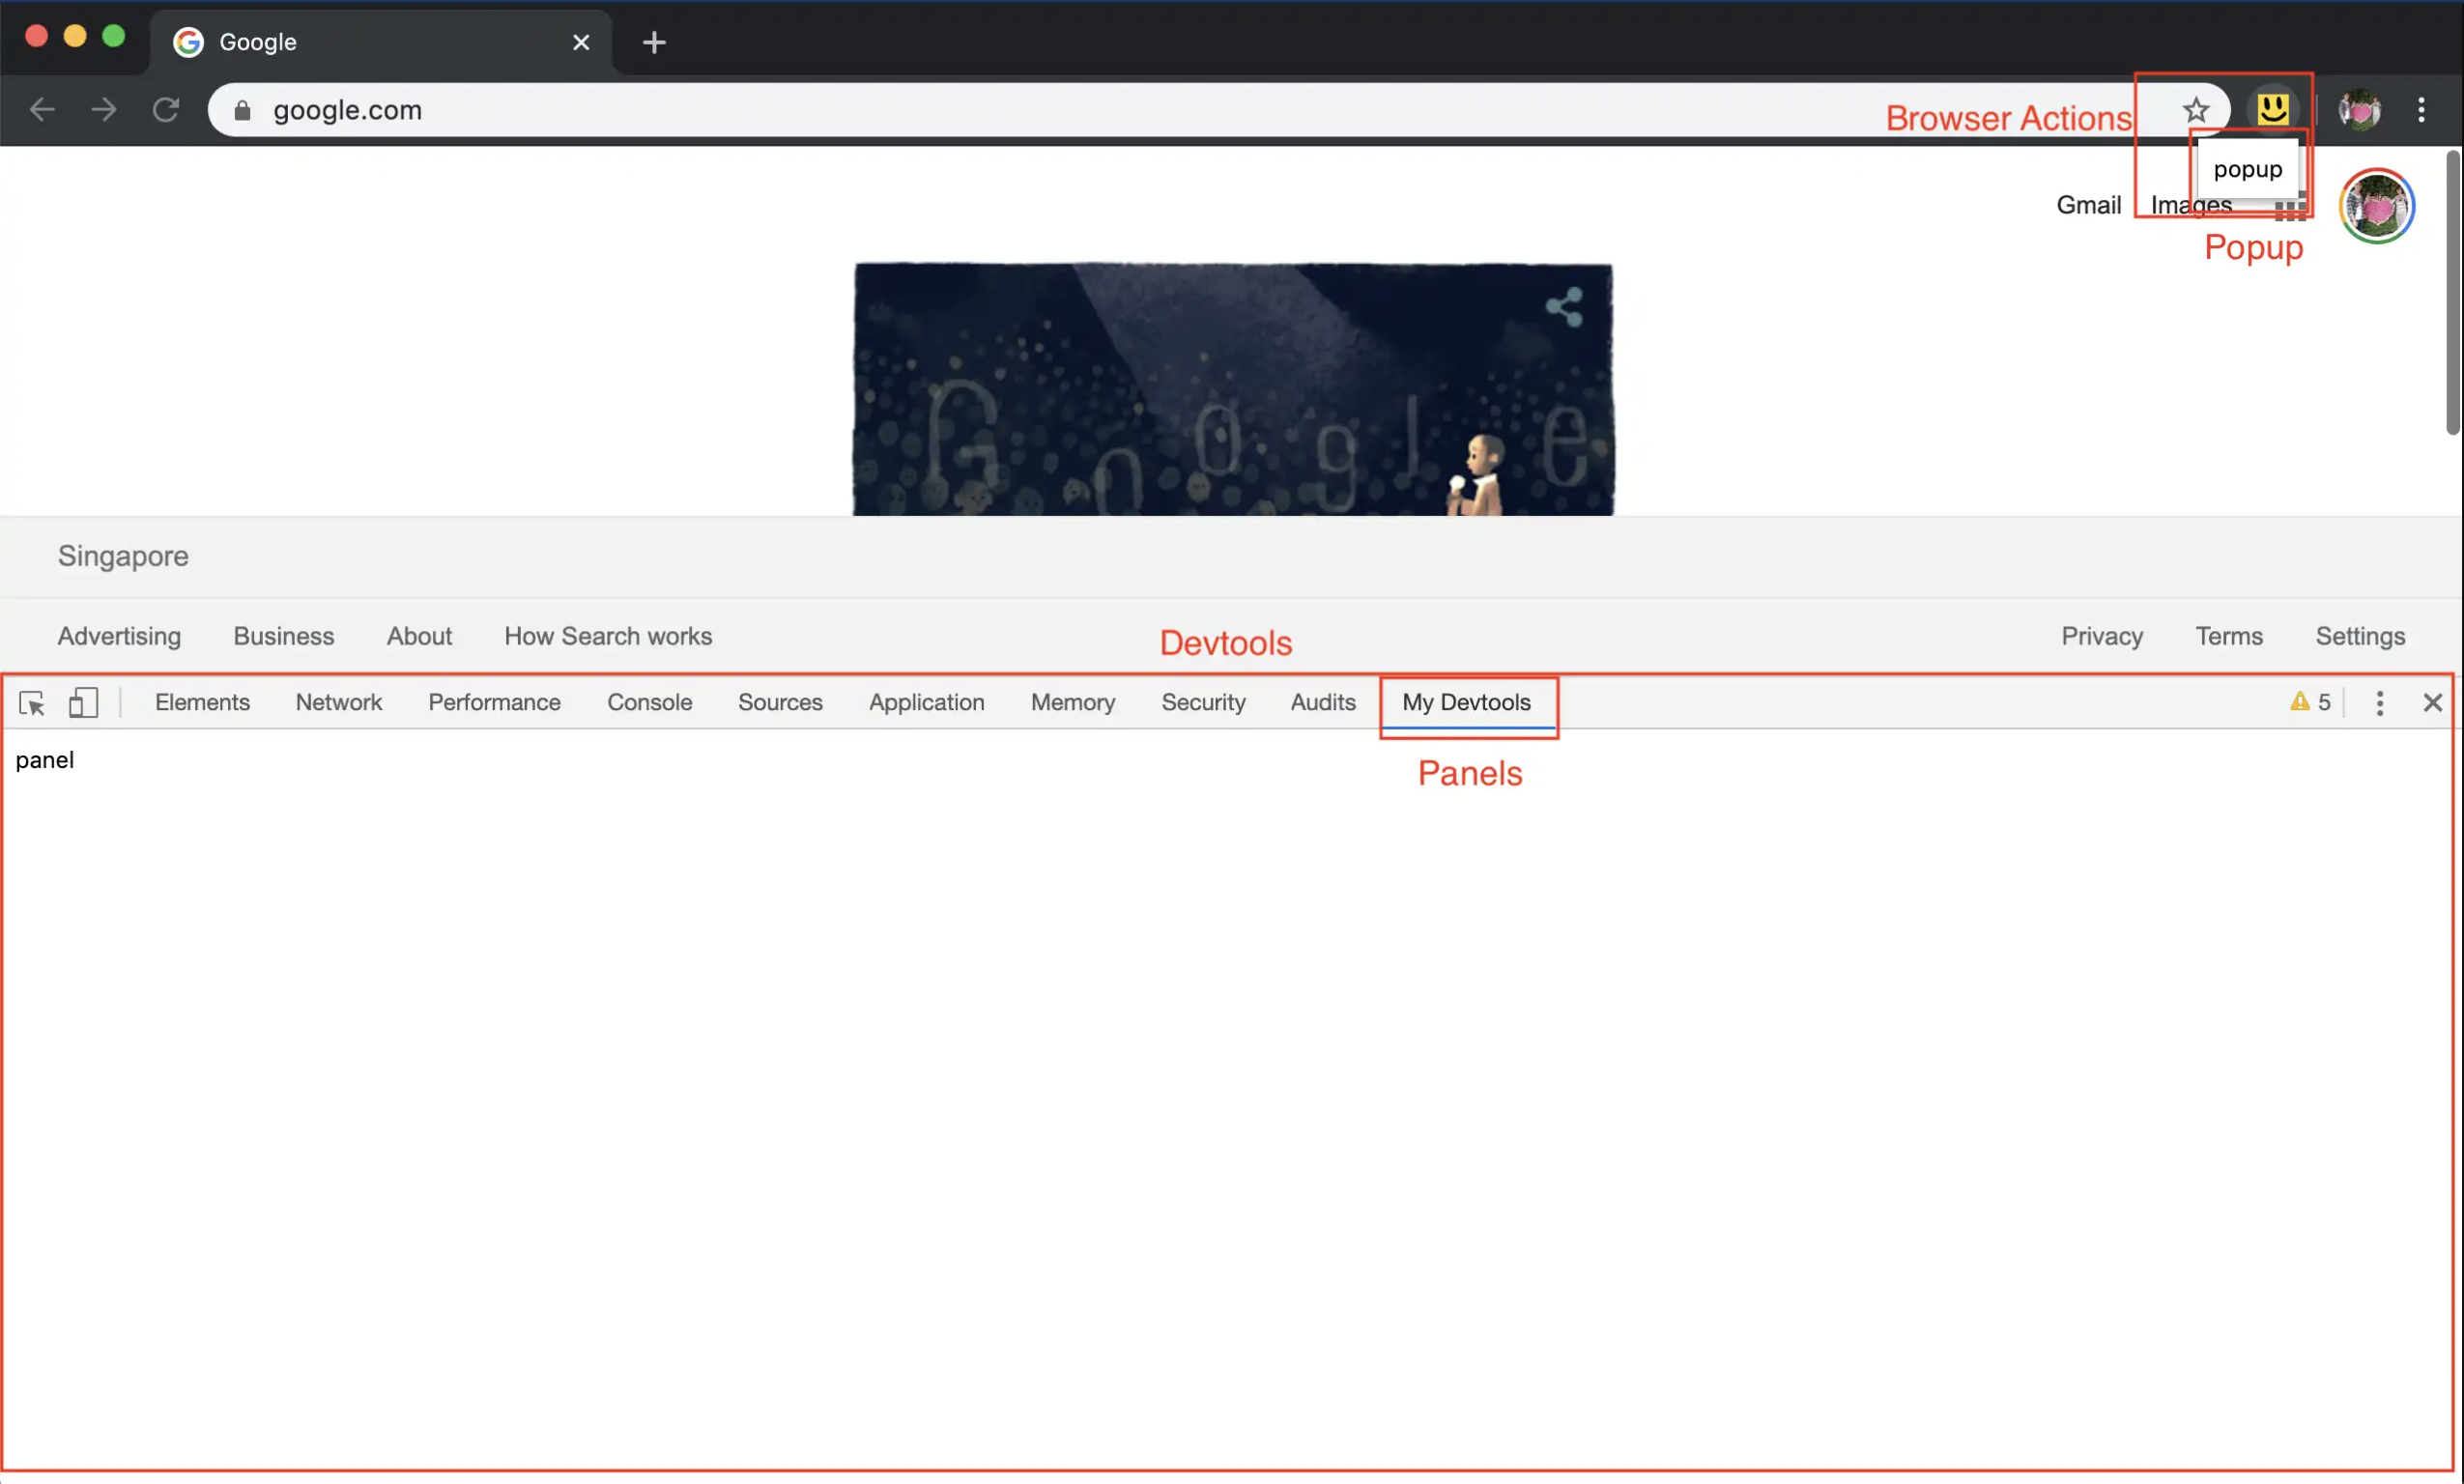 Google
google.com
Browser Actions
popup
Gmail
Images
Popup
Google
Singapore
Advertising Business About How Search works
Privacy Terms Settings
Devtools
Elements Network Performance Console Sources Application Memory Security Audits My Devtools 5
panel
Panels